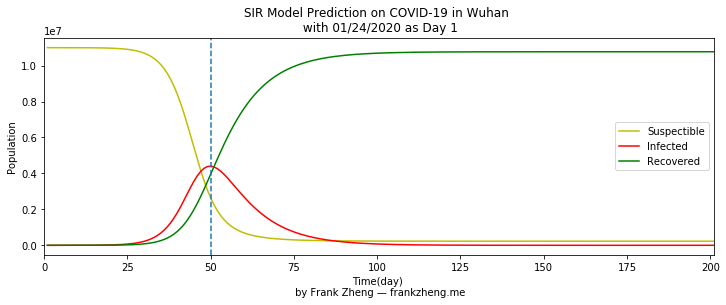 SIR Model Prediction on COVID-19 in Wuhan
with 01/24/2020 as Day 1
1e7
1.0
0.8
0.6
0.4
0.2
0.0
Population
Suspectible
Infected
Recovered
0 25 50 75 100 125 150 175 200
Time(day)
by Frank Zheng — frankzheng.me